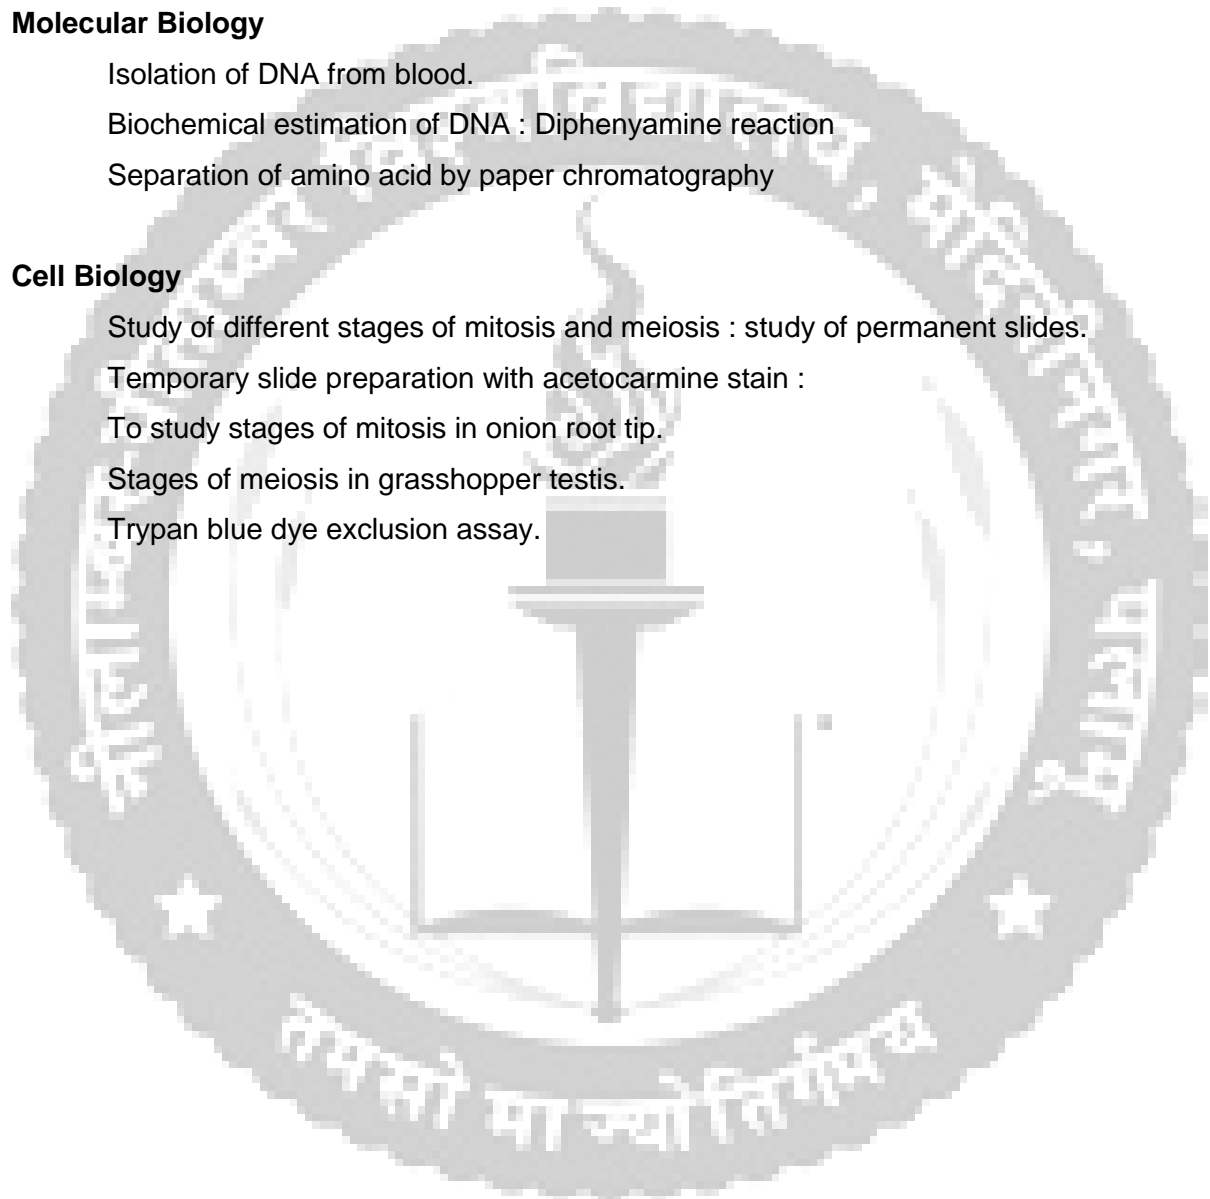 Molecular Biology
Isolation of DNA from blood.
Biochemical estimation of DNA : Diphenyamine reaction
Separation of amino acid by paper chromatography
Cell Biology
Study of different stages of mitosis and meiosis : study of permanent slides.
Temporary slide preparation with acetocarmine stain :
To study stages of mitosis in onion root tip.
Stages of meiosis in grasshopper testis.
Trypan blue dye exclusion assay.
तमसो मा ज्योतिर्गमय